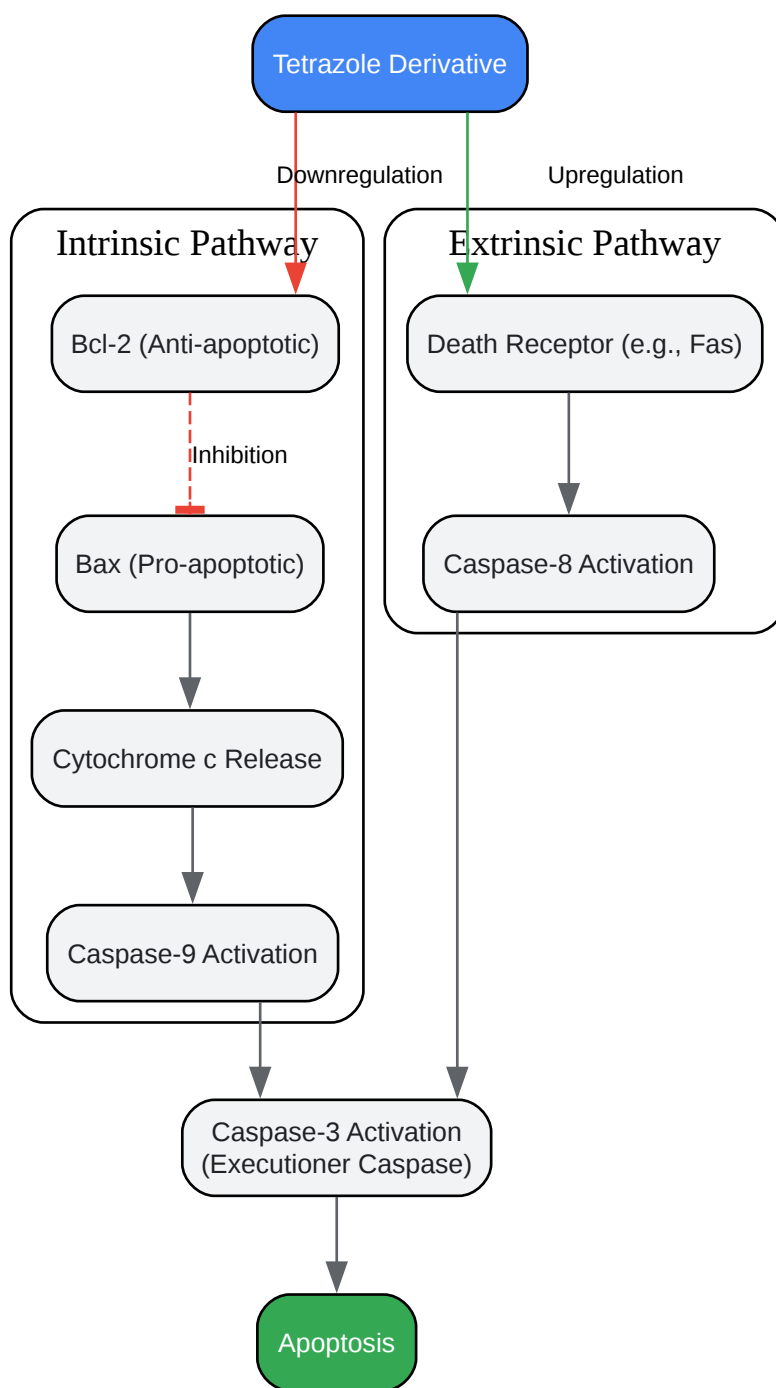 Tetrazole Derivative
Downregulation
Upregulation
Intrinsic Pathway
Extrinsic Pathway
Bcl-2 (Anti-apoptotic)
Death Receptor (e.g., Fas)
Inhibition
Bax (Pro-apoptotic)
Caspase-8 Activation
Cytochrome c Release
Caspase-9 Activation
Caspase-3 Activation
(Executioner Caspase)
Apoptosis